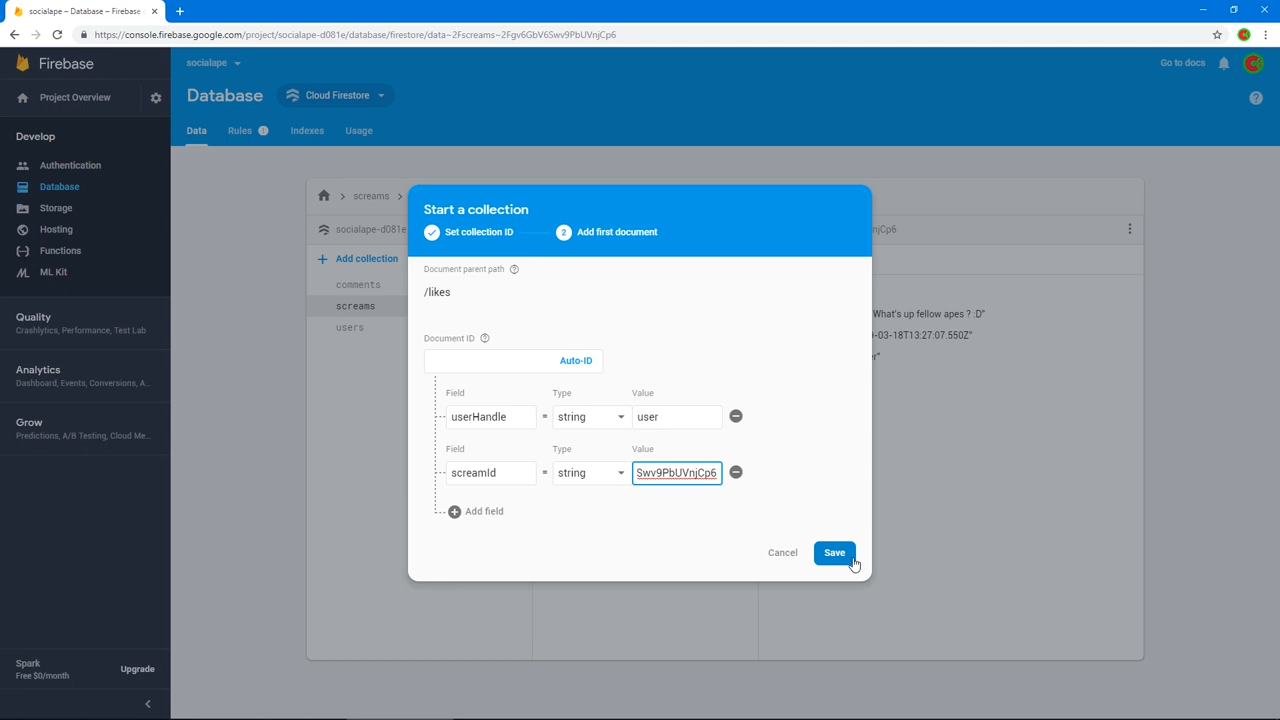 socialape – Database – Firebase
https://console.firebase.google.com/project/socialape-d081e/database/firestore/data~2Fscreams~2Fgv6GbV6Swv9PbUVnjCp6
Firebase
socialape
Go to docs
Project Overview
Database
Cloud Firestore
Data
Rules
Indexes
Usage
Develop
Authentication
Database
Storage
Hosting
Functions
ML Kit
Quality
Crashlytics, Performance, Test Lab
Analytics
Dashboard, Events, Conversions, A...
Grow
Predictions, A/B Testing, Cloud Me...
Spark
Free $0/month
Upgrade
screams
socialape-d081e
njCp6
Add collection
comments
screams
users
What's up fellow apes ? :D"
-03-18T13:27:07.550Z"
Start a collection
Set collection ID
2
Add first document
Document parent path
/likes
Document ID
Auto-ID
Field
Type
Value
userHandle
=
string
user
Field
Type
Value
screamId
=
string
Swv9PbUVnjCp6
Add field
Cancel
Save